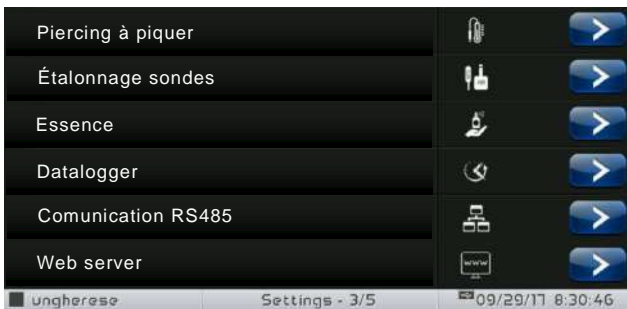 Piercing à piquer
Étalonnage sondes
Essence
Datalogger
Comunication RS485
Web server
www
ungherese Settings - 3/5 09/29/17 8:30:46